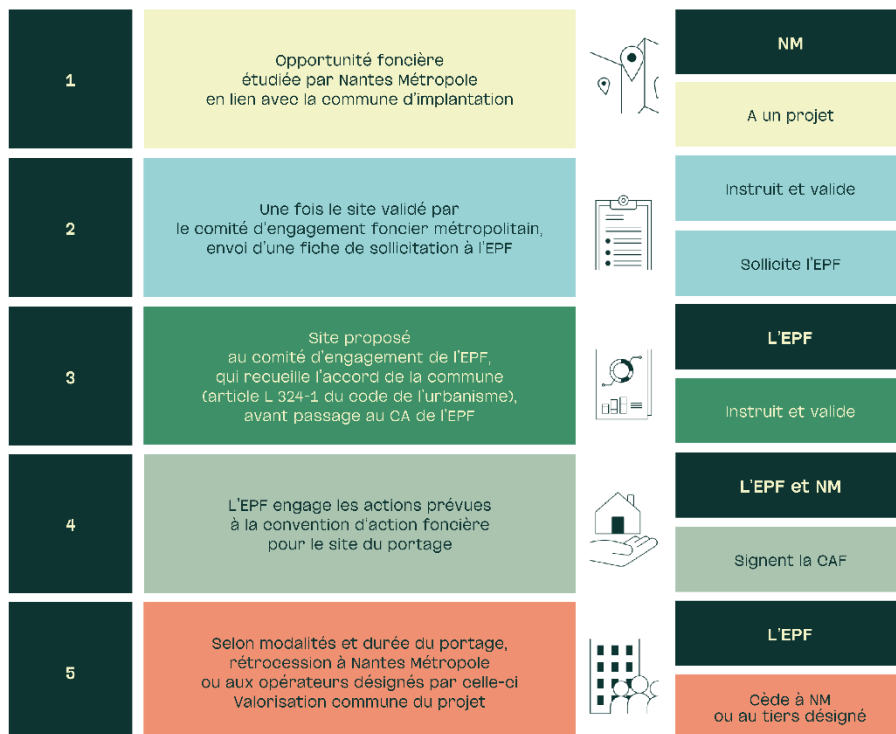 1
Opportunité foncière
étudiée par Nantes Métropole
en lien avec la commune d'implantation
NM
A un projet
2
Une fois le site validé par
le comité d'engagement foncier métropolitain,
envoi d'une fiche de sollicitation à l'EPF
Instruit et valide
Sollicite l'EPF
3
Site proposé
au comité d'engagement de l'EPF,
qui recueille l'accord de la commune
(article L 324-1 du code de l'urbanisme),
avant passage au CA de l'EPF
L'EPF
Instruit et valide
4
L'EPF engage les actions prévues
à la convention d'action foncière
pour le site du portage
L'EPF et NM
Signent la CAF
5
Selon modalités et durée du portage,
rétrocession à Nantes Métropole
ou aux opérateurs désignés par celle-ci
Valorisation commune du projet
L'EPF
Cède à NM
ou au tiers désigné